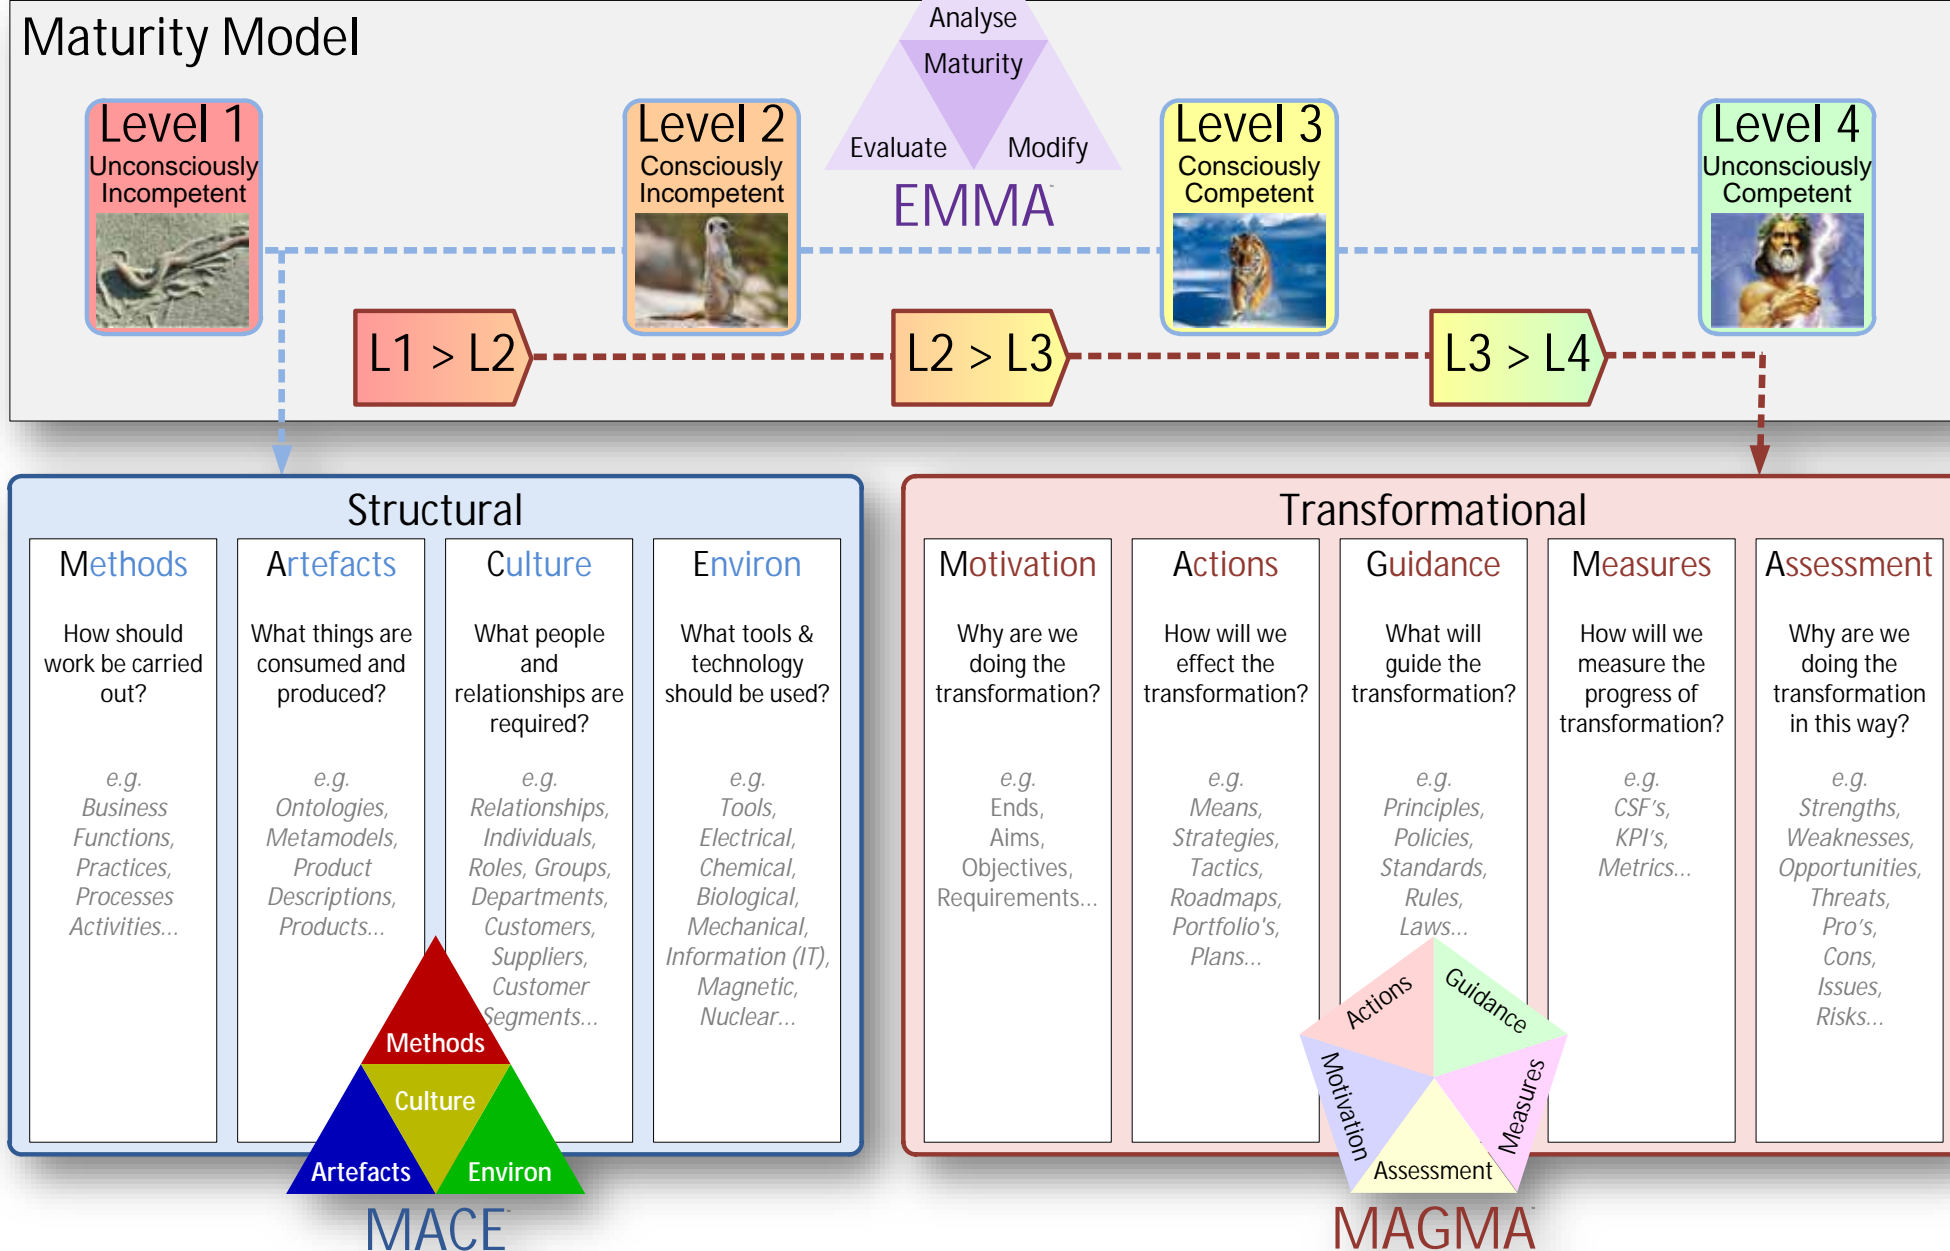 Maturity Model
Analyse
Maturity
Evaluate
Modify
EMMA
Level 1
Unconsciously
Incompetent
Level 2
Consciously
Incompetent
Level 3
Consciously
Competent
Level 4
Unconsciously
Competent
L1 > L2
L2 > L3
L3 > L4
Structural
Methods
How should
work be carried
out?
e.g.
Business
Functions,
Practices,
Processes
Activities...
Artefacts
What things are
consumed and
produced?
e.g.
Ontologies,
Metamodels,
Product
Descriptions,
Products...
Culture
What people
and
relationships are
required?
e.g.
Relationships,
Individuals,
Roles, Groups,
Departments,
Customers,
Suppliers,
Customer
Segments...
Environ
What tools &
technology
should be used?
e.g.
Tools,
Electrical,
Chemical,
Biological,
Mechanical,
Information (IT),
Magnetic,
Nuclear...
Methods
Culture
Artefacts
Environ
MACE
Transformational
Motivation
Why are we
doing the
transformation?
e.g.
Ends,
Aims,
Objectives,
Requirements...
Actions
How will we
effect the
transformation?
e.g.
Means,
Strategies,
Tactics,
Roadmaps,
Portfolio's,
Plans...
Guidance
What will
guide the
transformation?
e.g.
Principles,
Policies,
Standards,
Rules,
Laws...
Measures
How will we
measure the
progress of
transformation?
e.g.
CSF's,
KPI's,
Metrics...
Assessment
Why are we
doing the
transformation
in this way?
e.g.
Strengths,
Weaknesses,
Opportunities,
Threats,
Pro's,
Cons,
Issues,
Risks...
Actions
Guidance
Motivation
Measures
Assessment
MAGMA